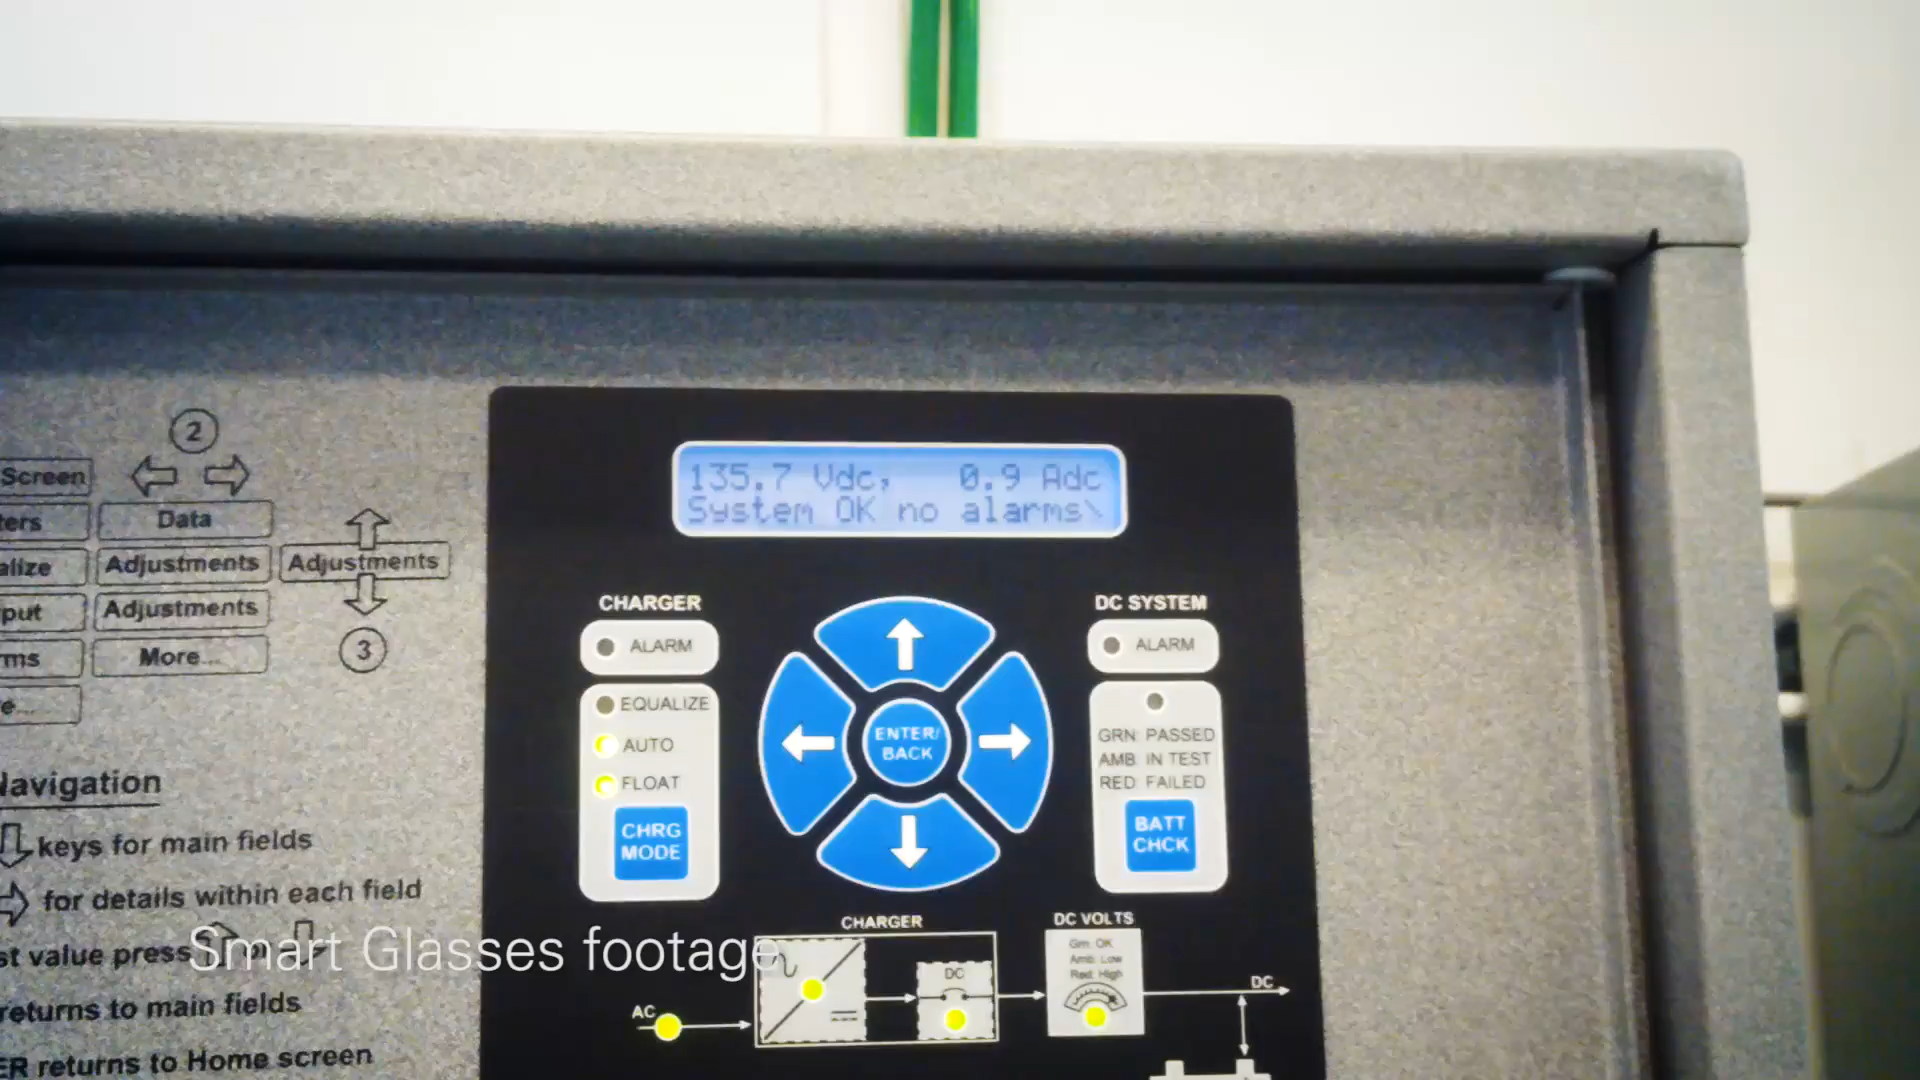 135.7 Vdc, 0.9 Adc
System OK no alarms\
2
Screen
ters
Data
alize
Adjustments
Adjustments
put
Adjustments
rms
More...
3
e...
Navigation
keys for main fields
for details within each field
st value press or
returns to main fields
ER returns to Home screen
CHARGER
ALARM
EQUALIZE
AUTO
FLOAT
CHRG
MODE
ENTER/
BACK
DC SYSTEM
ALARM
GRN: PASSED
AMB: IN TEST
RED: FAILED
BATT
CHCK
CHARGER
DC VOLTS
Grn: OK
Amb: Low
Red: High
DC
AC
DC
Smart Glasses footage